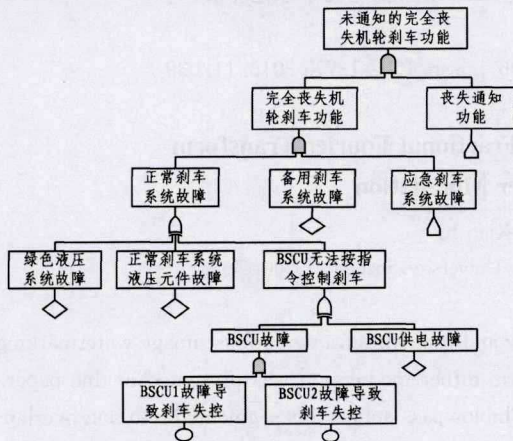 未通知的完全丧
失机轮刹车功能
完全丧失机
轮刹车功能
丧失通知
功能
正常刹车
系统故障
备用刹车
系统故障
应急刹车
系统故障
绿色液压
系统故障
正常刹车系统
液压元件故障
BSCU无法按指
令控制刹车
BSCU故障
BSCU供电故障
BSCU1故障导
致刹车失控
BSCU2故障导致
刹车失控